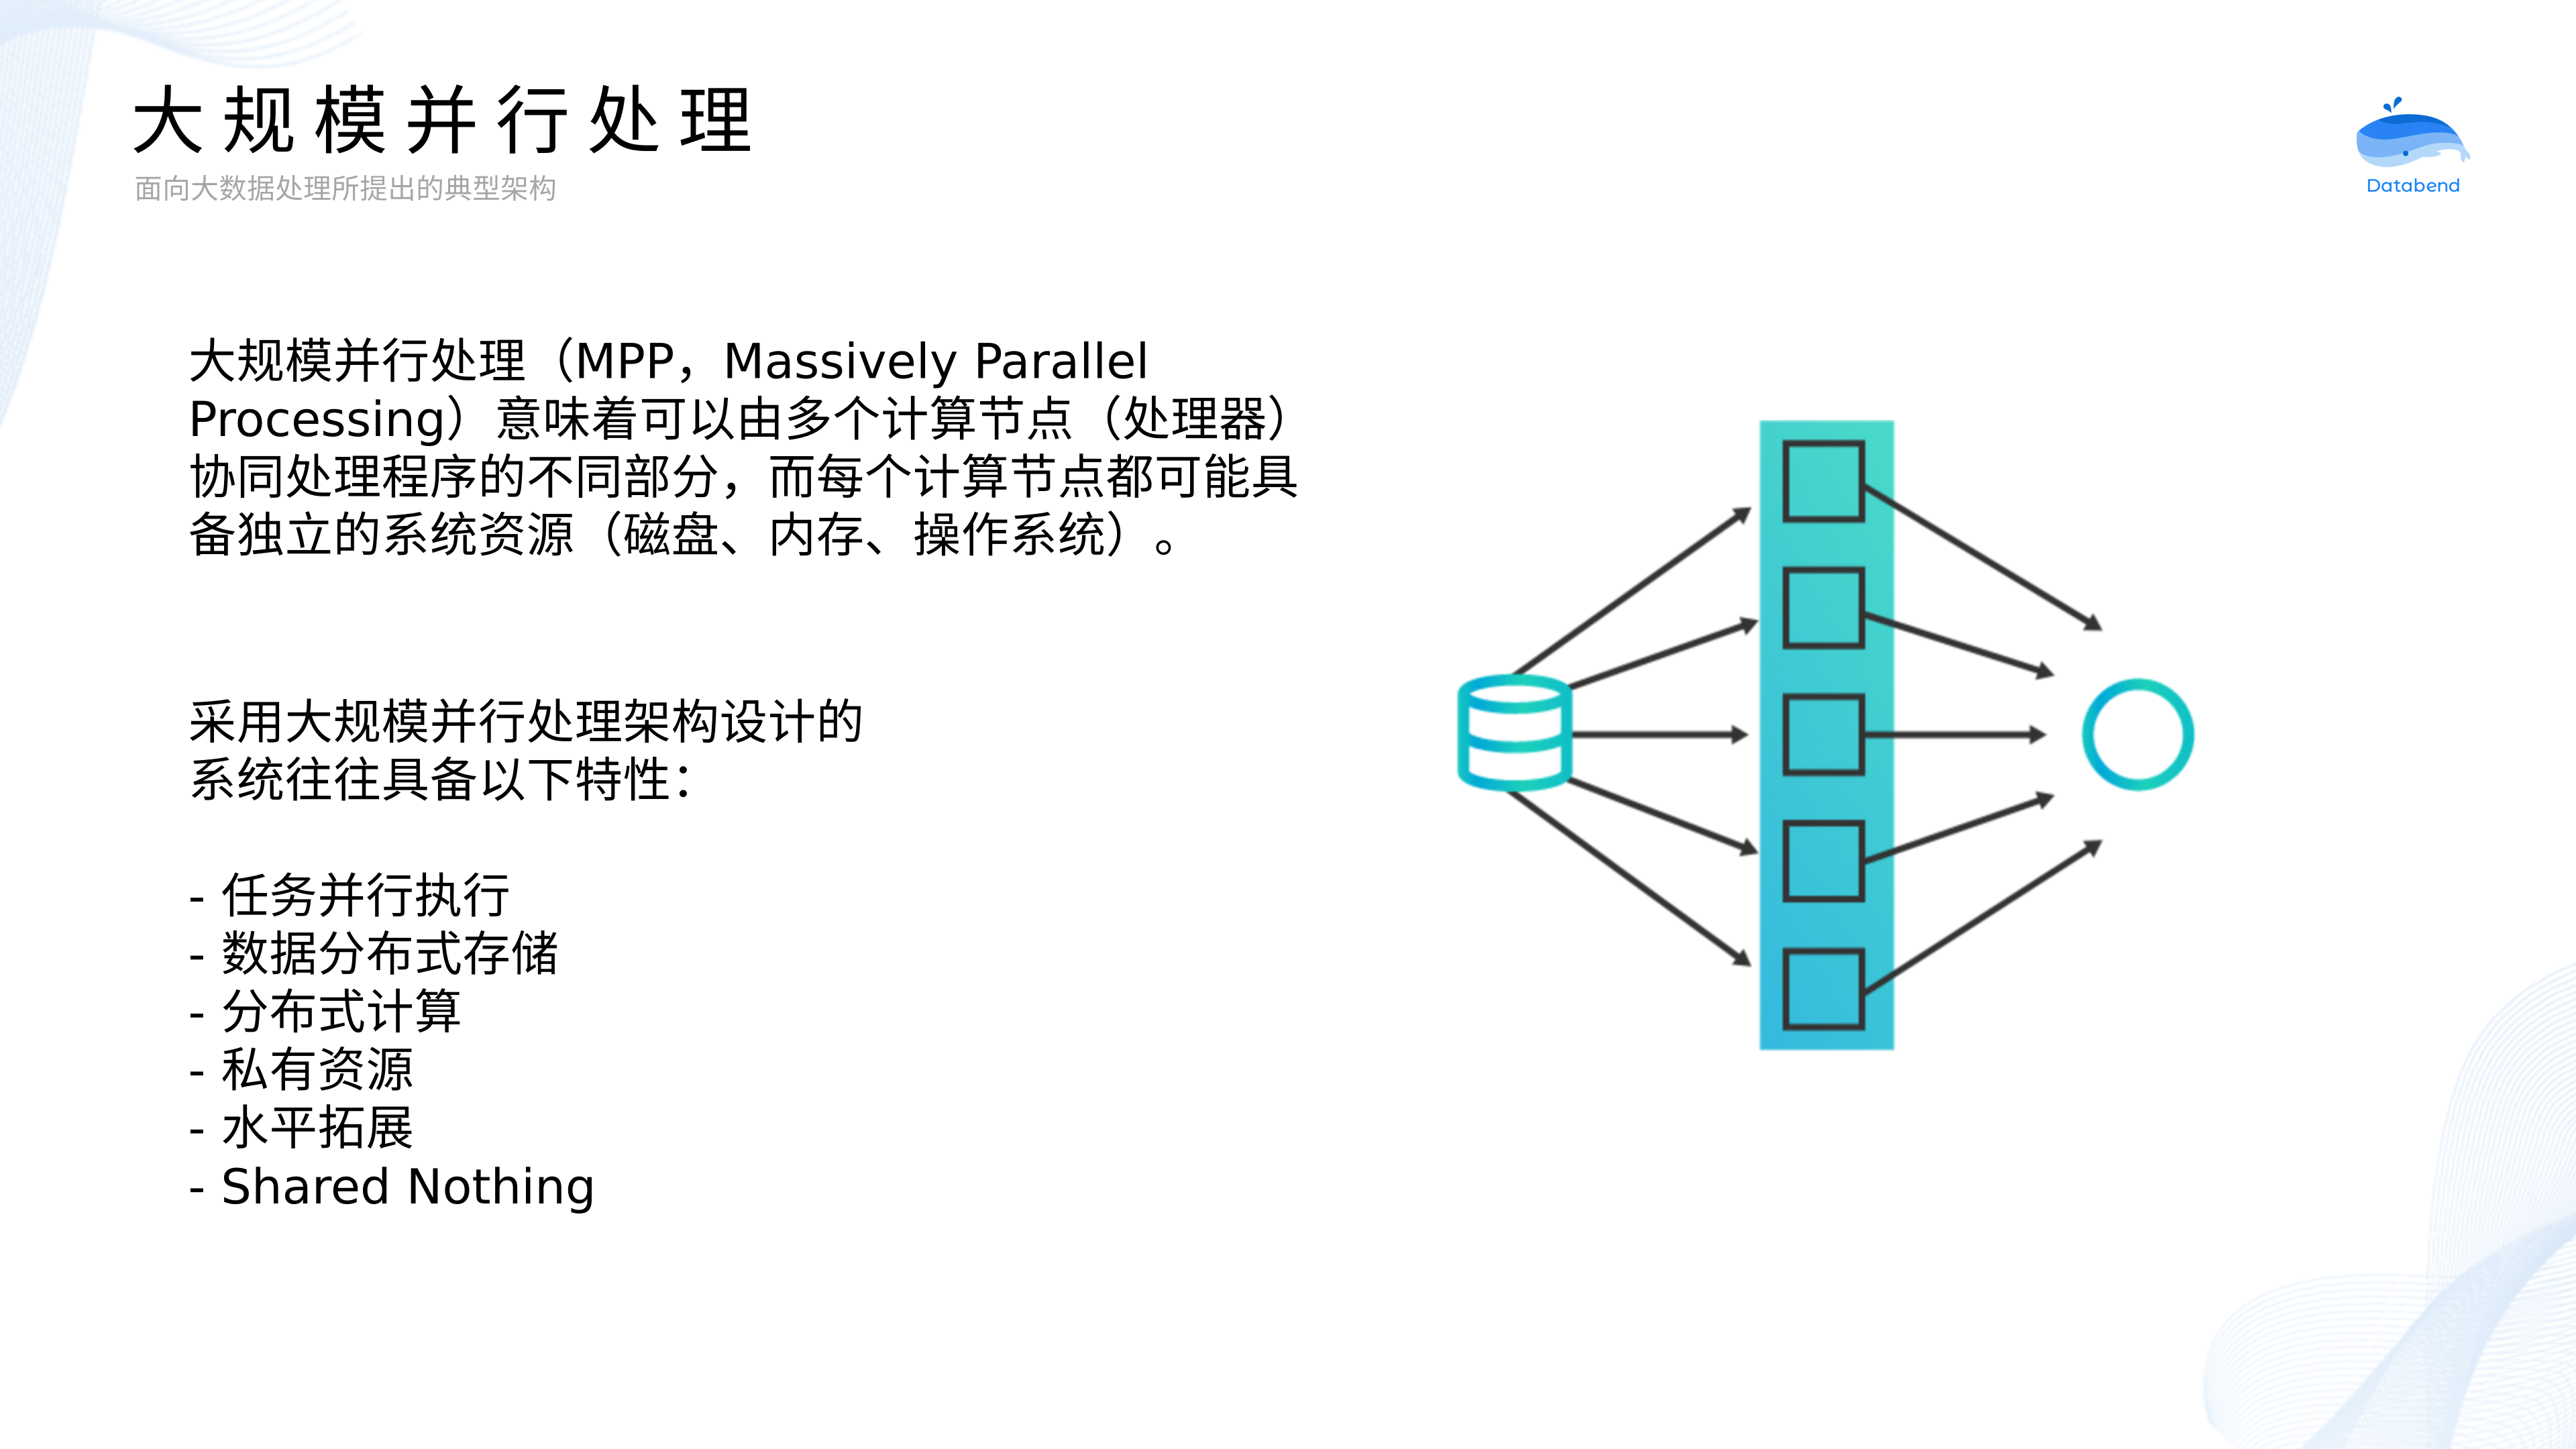 大规模并行处理
面向大数据处理所提出的典型架构
Databend
大规模并行处理（MPP，Massively Parallel
Processing）意味着可以由多个计算节点（处理器）
协同处理程序的不同部分，而每个计算节点都可能具
备独立的系统资源（磁盘、内存、操作系统）。
采用大规模并行处理架构设计的
系统往往具备以下特性：
- 任务并行执行
- 数据分布式存储
- 分布式计算
- 私有资源
- 水平拓展
- Shared Nothing